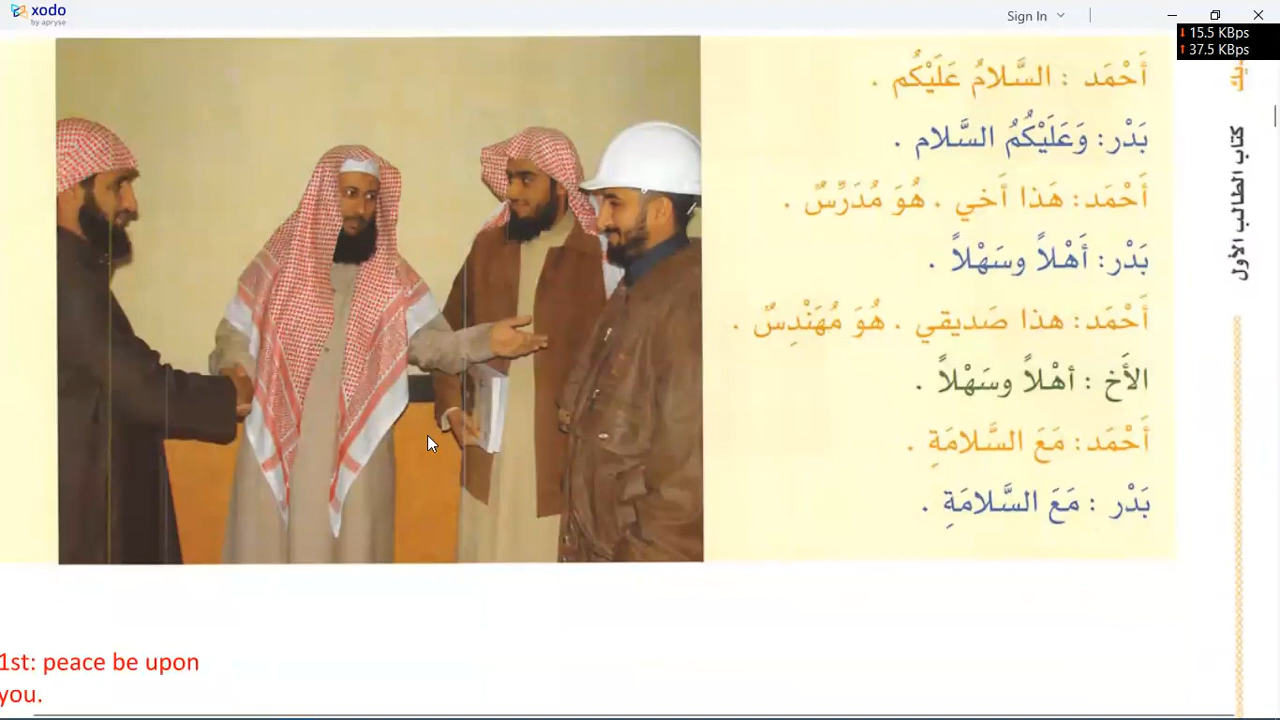 xodo
by apryse
Sign In
15.5 KBps
37.5 KBps
أَحْمَد : السَّلامُ عَلَيْكُم .
بَدْر: وَعَلَيْكُمُ السَّلام .
أَحْمَد: هَذا أَخي . هُوَ مُدَرِّسٌ .
بَدْر: أَهْلاً وسَهْلاً .
أَحْمَد: هذا صَديقي . هُوَ مُهَنْدِسٌ .
الأَخ : أهْلاً وسَهْلاً .
أَحْمَد: مَعَ السَّلامَةِ .
بَدْر : مَعَ السَّلامَةِ .
كتاب الطالب الأول
1st: peace be upon
you.